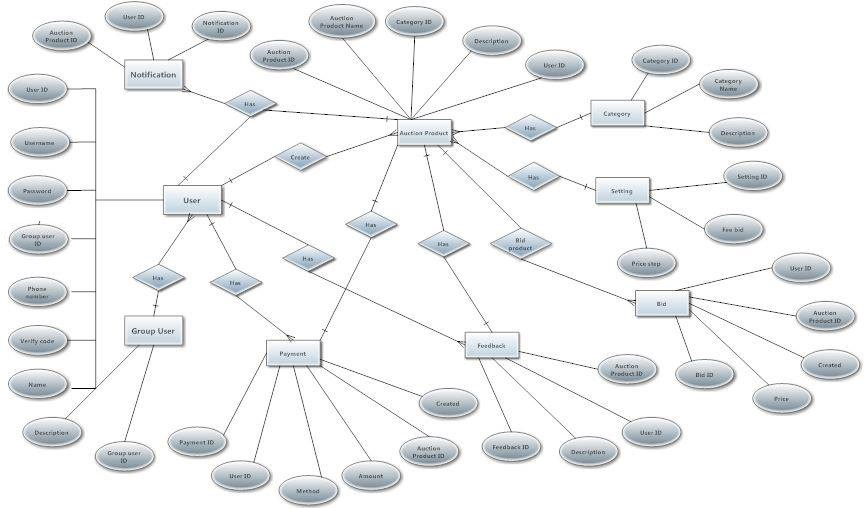 User ID
Notification
ID
Auction
Product ID
Auction
Product Name
Category ID
Description
Auction
Product ID
User ID
Category ID
Category
Name
Notification
User ID
Has
Category
Auction Product
Has
Description
Username
Create
Has
Setting ID
Password
Setting
User
Has
Fee bid
Group user
ID
Has
Bid
product
Has
Price step
User ID
Has
Has
Phone
number
Bid
Auction
Product ID
Group User
Verify code
Payment
Feedback
Created
Auction
Product ID
Bid ID
Name
Price
Created
Description
Group user
ID
Payment ID
User ID
Method
Amount
Auction
Product ID
Feedback ID
Description
User ID